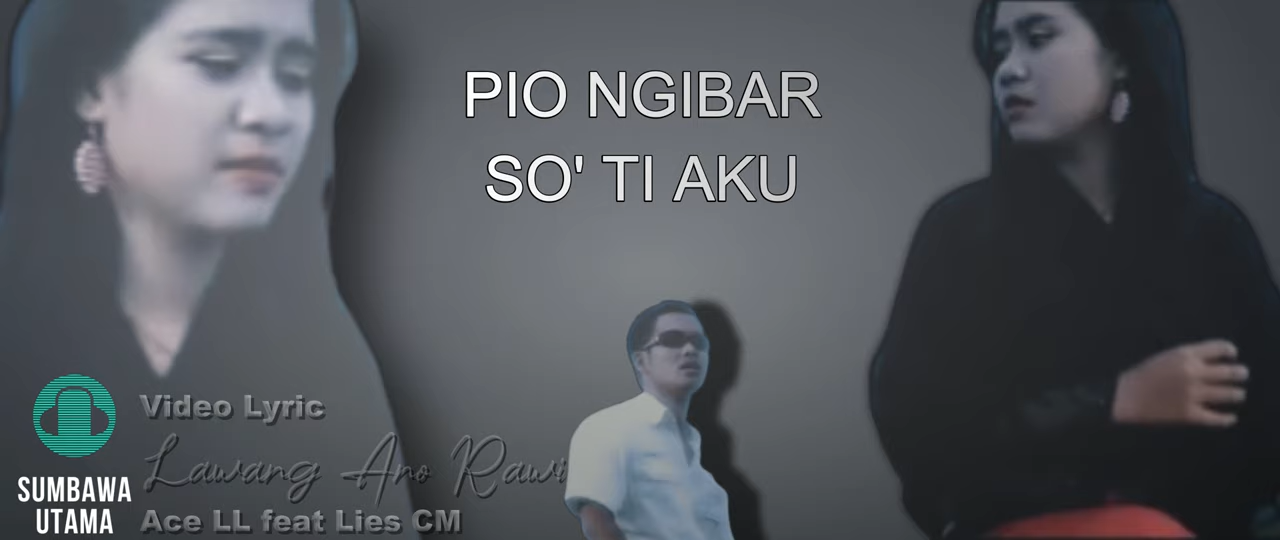 PIO NGIBAR
SO' TI AKU
Video Lyric
Lawang Ano Rawi
SUMBAWA
UTAMA
Ace LL feat Lies CM